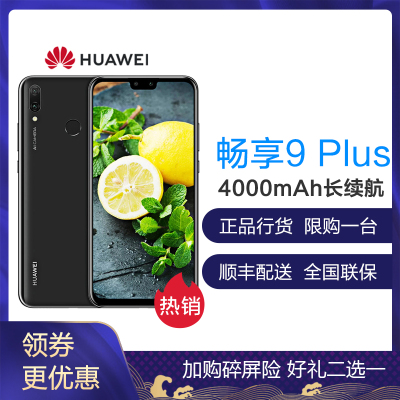 HUAWEI
畅享9 Plus
4000mAh长续航
正品行货 限购一台
顺丰配送 全国联保
AI CAMERA
HUAWEI
热销
领券
更优惠
加购碎屏险 好礼二选一